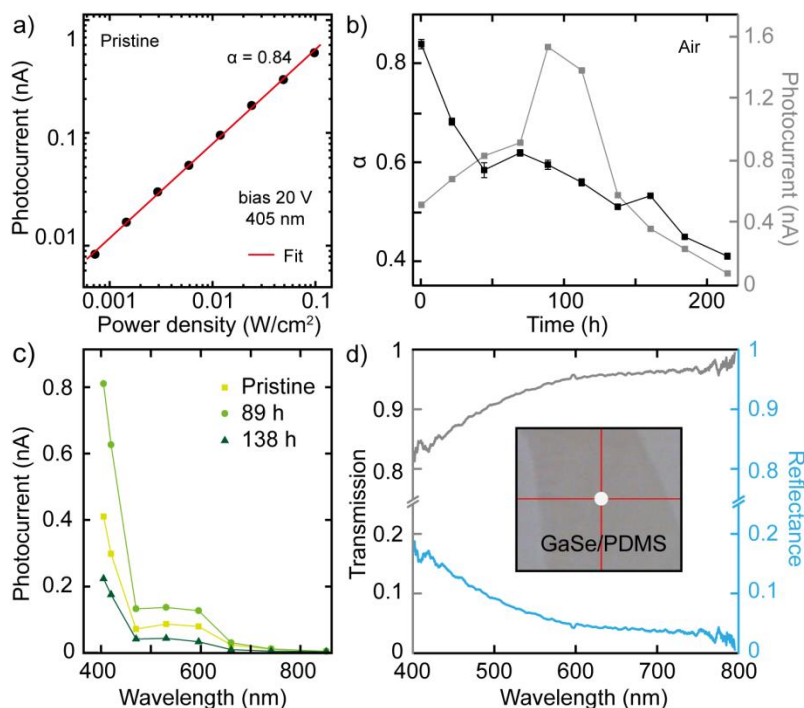 a)
Pristine
α = 0.84
bias 20 V
405 nm
Fit
1
0.1
0.01
Photocurrent (nA)
0.001
0.01
0.1
Power density (W/cm²)
b)
Air
0.8
0.6
0.4
α
1.6
1.2
0.8
0.4
0
Photocurrent (nA)
0
100
200
Time (h)
c)
Pristine
89 h
138 h
0.8
0.6
0.4
0.2
0
Photocurrent (nA)
400
500
600
700
800
Wavelength (nm)
d)
1
0.9
0.8
0.2
0.1
0
Transmission
GaSe/PDMS
1
0.9
0.8
0.2
0.1
0
Reflectance
400
500
600
700
800
Wavelength (nm)